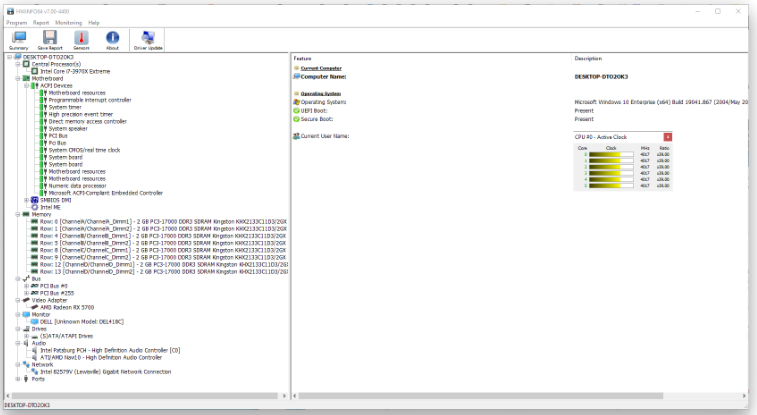 HWiNFO64 v7.00-4400
Program Report Monitoring Help
Summary Save Report Sensors About Driver Update
DESKTOP-DTO2OK3
Central Processor(s)
Intel Core i7-3970X Extreme
Motherboard
ACPI Devices
Motherboard resources
Programmable interrupt controller
System timer
High precision event timer
Direct memory access controller
System speaker
PCI Bus
Pci Bus
System CMOS/real time clock
System board
System board
Motherboard resources
Motherboard resources
Numeric data processor
Microsoft ACPI-Compliant Embedded Controller
SMBIOS DMI
Intel ME
Memory
Row: 0 [ChannelA/ChannelA_Dimm1] - 2 GB PC3-17000 DDR3 SDRAM Kingston KHX2133C11D3/2GX
Row: 1 [ChannelA/ChannelA_Dimm2] - 2 GB PC3-17000 DDR3 SDRAM Kingston KHX2133C11D3/2GX
Row: 4 [ChannelB/ChannelB_Dimm1] - 2 GB PC3-17000 DDR3 SDRAM Kingston KHX2133C11D3/2GX
Row: 5 [ChannelB/ChannelB_Dimm2] - 2 GB PC3-17000 DDR3 SDRAM Kingston KHX2133C11D3/2GX
Row: 8 [ChannelC/ChannelC_Dimm1] - 2 GB PC3-17000 DDR3 SDRAM Kingston KHX2133C11D3/2GX
Row: 9 [ChannelC/ChannelC_Dimm2] - 2 GB PC3-17000 DDR3 SDRAM Kingston KHX2133C11D3/2GX
Row: 12 [ChannelD/ChannelD_Dimm1] - 2 GB PC3-17000 DDR3 SDRAM Kingston KHX2133C11D3/2G
Row: 13 [ChannelD/ChannelD_Dimm2] - 2 GB PC3-17000 DDR3 SDRAM Kingston KHX2133C11D3/2G
Bus
PCI Bus #0
PCI Bus #255
Video Adapter
AMD Radeon RX 5700
Monitor
DELL [Unknown Model: DEL418C]
Drives
(S)ATA/ATAPI Drives
Audio
Intel Patsburg PCH - High Definition Audio Controller [C0]
ATI/AMD Navi10 - High Definition Audio Controller
Network
Intel 82579V (Lewisville) Gigabit Network Connection
Ports
Feature Description
Current Computer
Computer Name: DESKTOP-DTO2OK3
Operating System
Operating System: Microsoft Windows 10 Enterprise (x64) Build 19041.867 (2004/May 20
UEFI Boot: Present
Secure Boot: Present
Current User Name:
CPU #0 - Active Clock
Core Clock MHz Ratio
0 4017 x39.00
1 4017 x39.00
2 4017 x39.00
3 4017 x39.00
4 4017 x39.00
5 4017 x39.00
DESKTOP-DTO2OK3